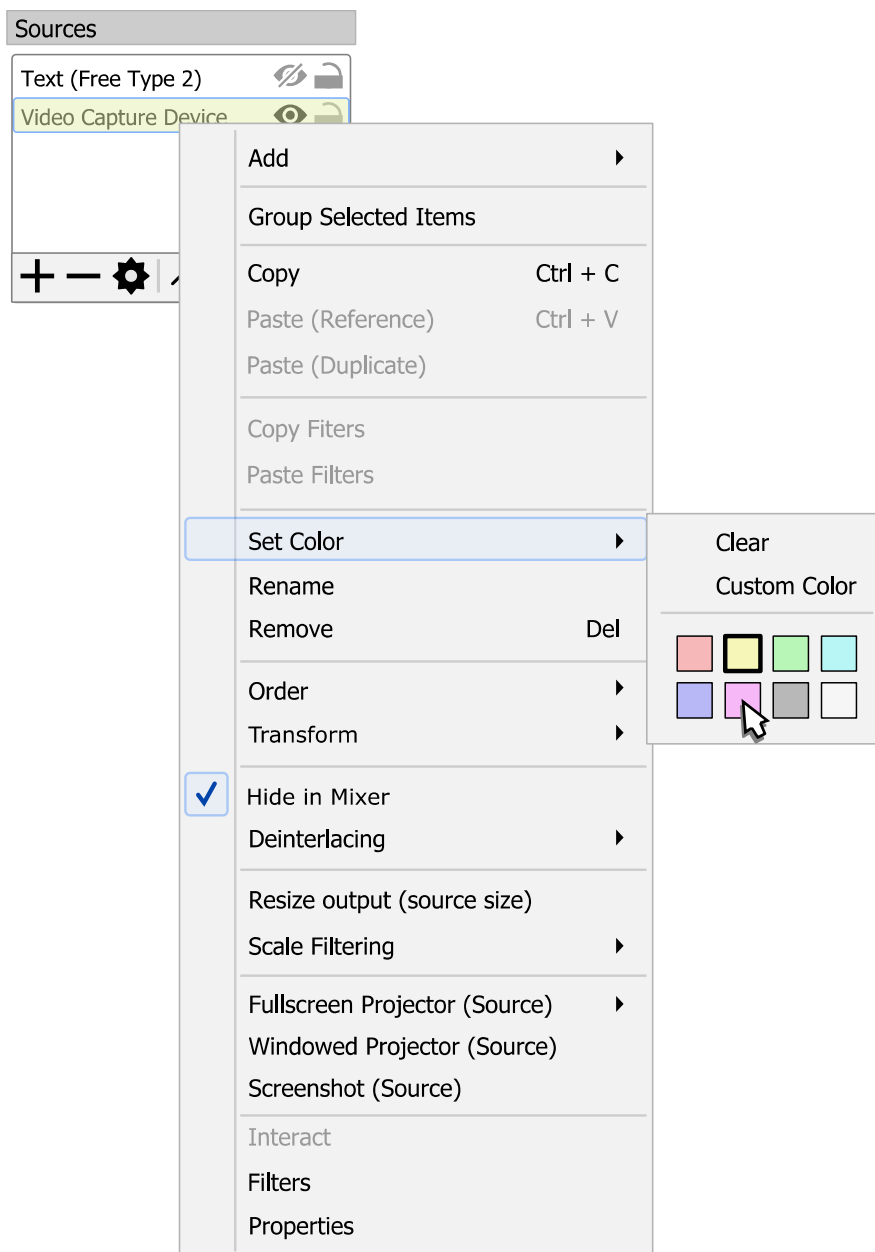 Sources
Text (Free Type 2)
Video Capture Device
Add
Group Selected Items
Copy Ctrl + C
Paste (Reference) Ctrl + V
Paste (Duplicate)
Copy Fiters
Paste Filters
Set Color
Clear
Custom Color
Rename
Remove Del
Order
Transform
Hide in Mixer
Deinterlacing
Resize output (source size)
Scale Filtering
Fullscreen Projector (Source)
Windowed Projector (Source)
Screenshot (Source)
Interact
Filters
Properties